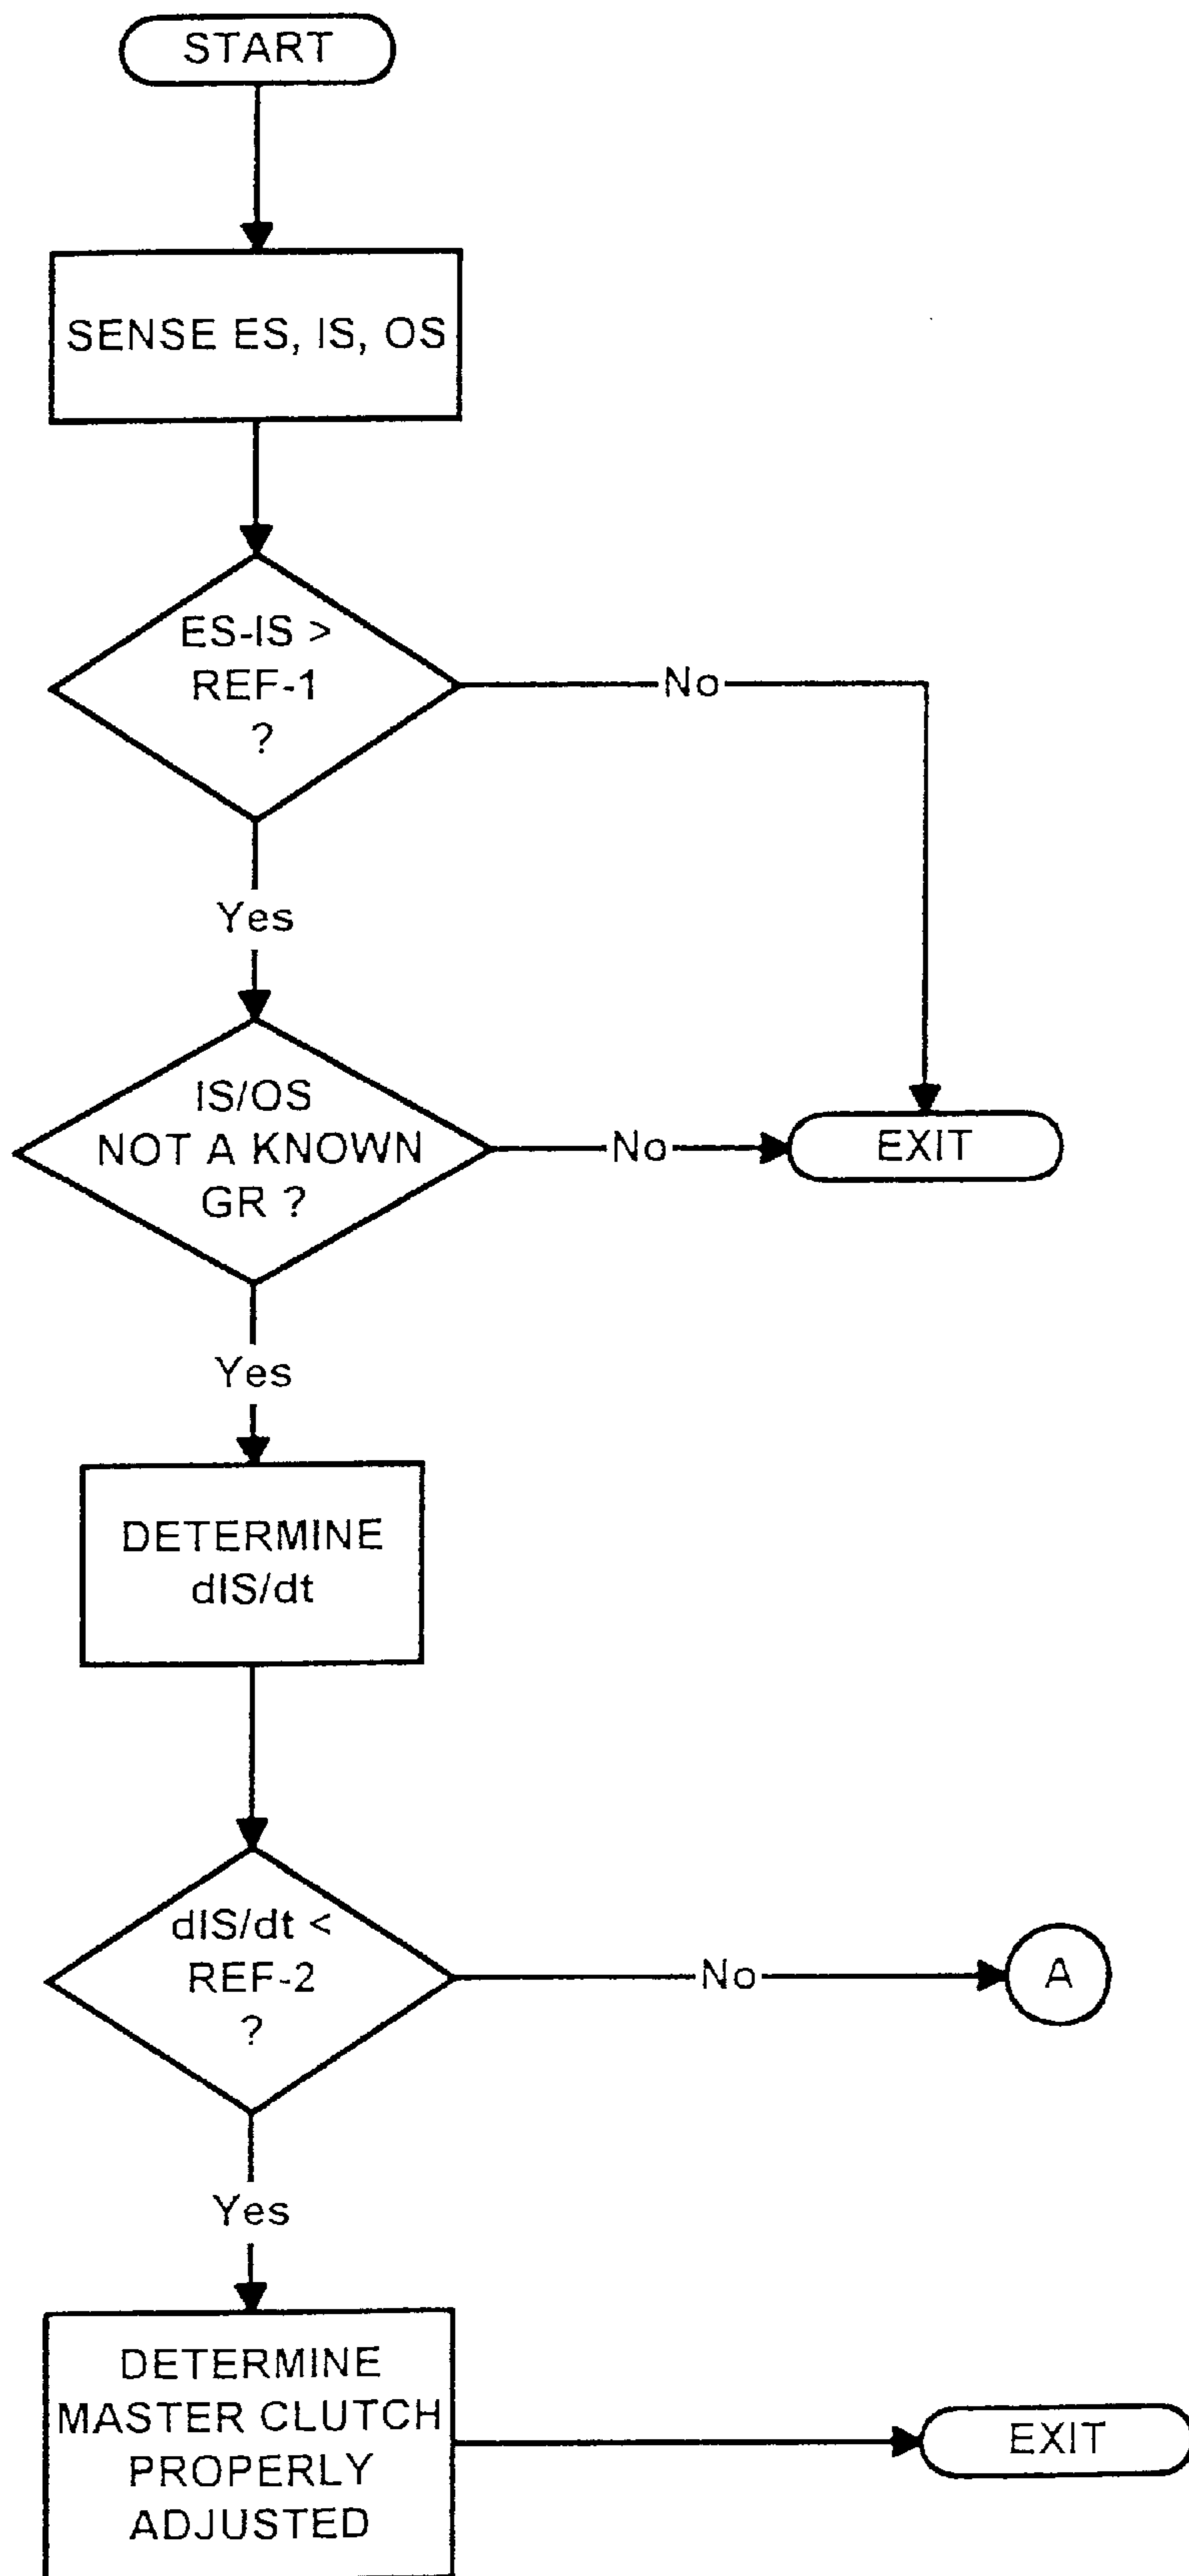 START
SENSE ES, IS, OS
ES-IS >
REF-1
?
No
Yes
IS/OS
NOT A KNOWN
GR ?
No
EXIT
Yes
DETERMINE
dIS/dt
dIS/dt <
REF-2
?
No
A
Yes
DETERMINE
MASTER CLUTCH
PROPERLY
ADJUSTED
EXIT